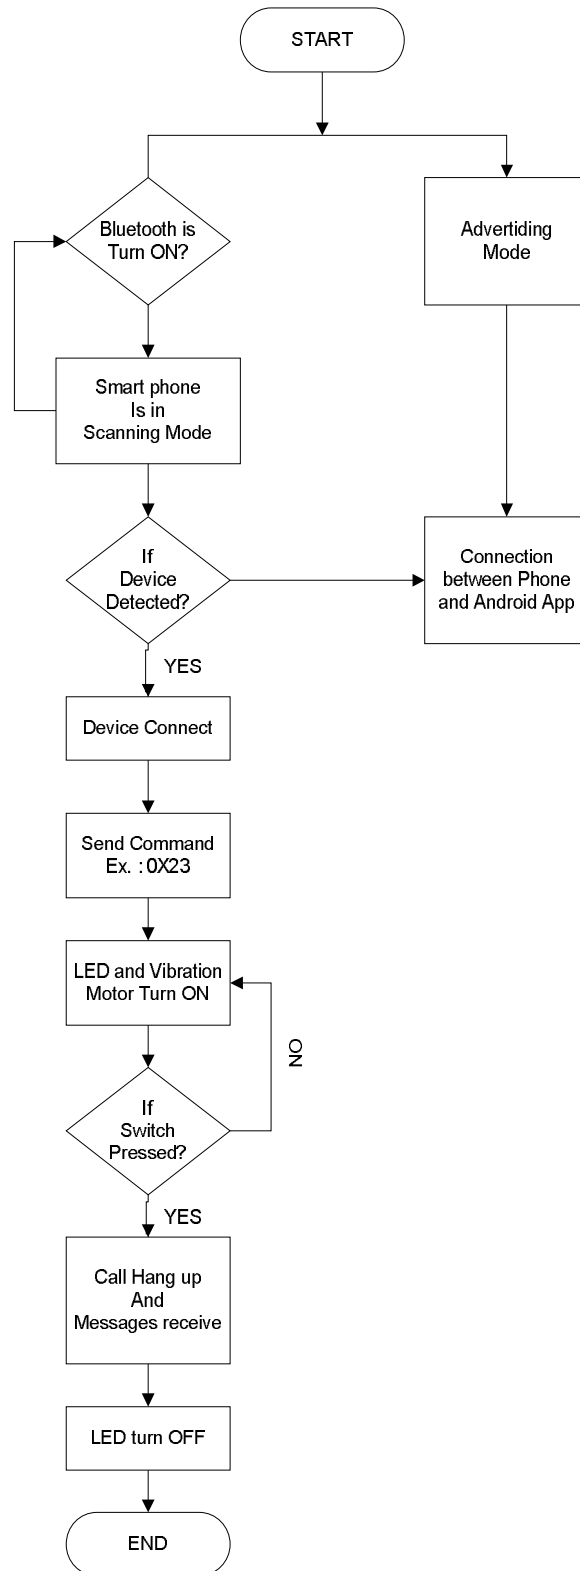 START
Bluetooth is
Turn ON?
Advertiding
Mode
Smart phone
Is in
Scanning Mode
If
Device
Detected?
Connection
between Phone
and Android App
YES
Device Connect
Send Command
Ex. : 0X23
LED and Vibration
Motor Turn ON
NO
If
Switch
Pressed?
YES
Call Hang up
And
Messages receive
LED turn OFF
END